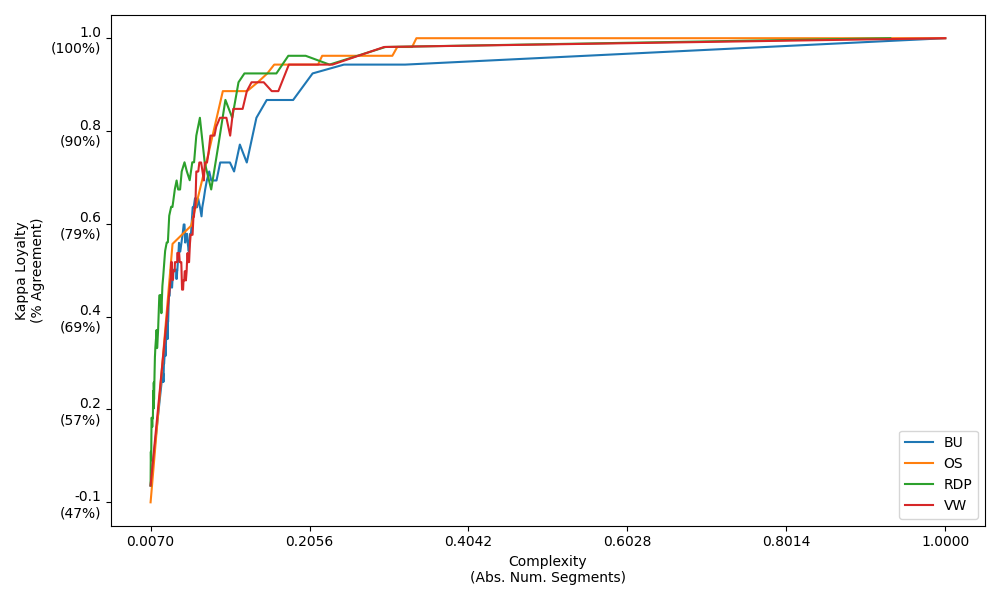 1.0
(100%)
0.8
(90%)
0.6
(79%)
0.4
(69%)
0.2
(57%)
-0.1
(47%)
Kappa Loyalty
(% Agreement)
BU
OS
RDP
VW
0.0070
0.2056
0.4042
0.6028
0.8014
1.0000
Complexity
(Abs. Num. Segments)